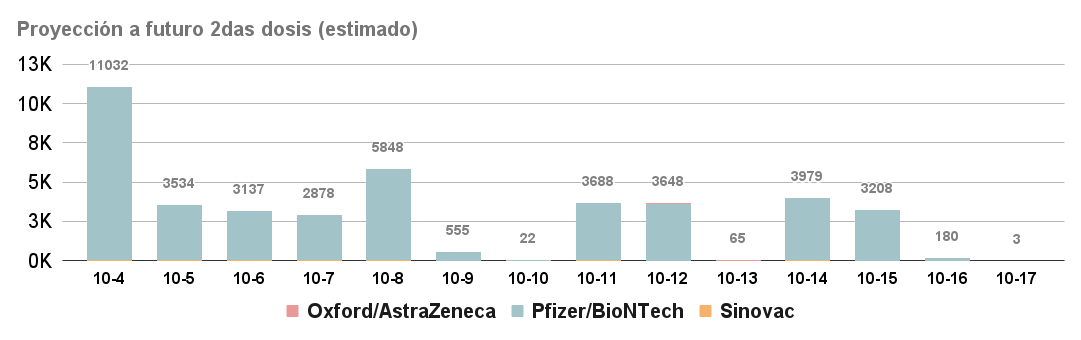 Proyección a futuro 2das dosis (estimado)
13K
10K
8K
5K
3K
0K
11032
3534
3137
2878
5848
555
22
3688
3648
65
3979
3208
180
3
10-4 10-5 10-6 10-7 10-8 10-9 10-10 10-11 10-12 10-13 10-14 10-15 10-16 10-17
Oxford/AstraZeneca Pfizer/BioNTech Sinovac